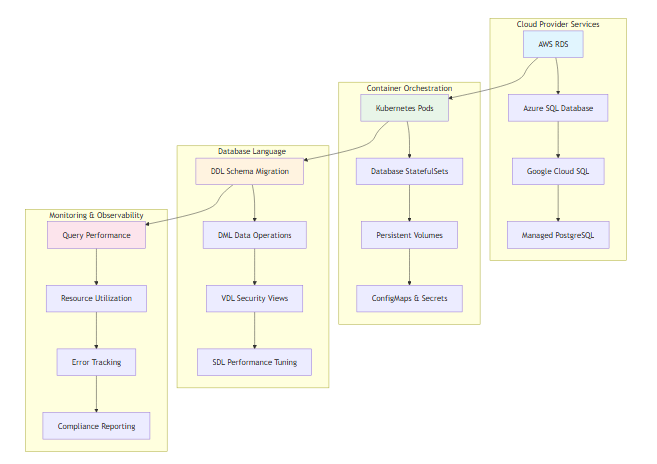 Cloud Provider Services
AWS RDS
Azure SQL Database
Google Cloud SQL
Managed PostgreSQL
Container Orchestration
Kubernetes Pods
Database StatefulSets
Persistent Volumes
ConfigMaps & Secrets
Database Language
DDL Schema Migration
DML Data Operations
VDL Security Views
SDL Performance Tuning
Monitoring & Observability
Query Performance
Resource Utilization
Error Tracking
Compliance Reporting